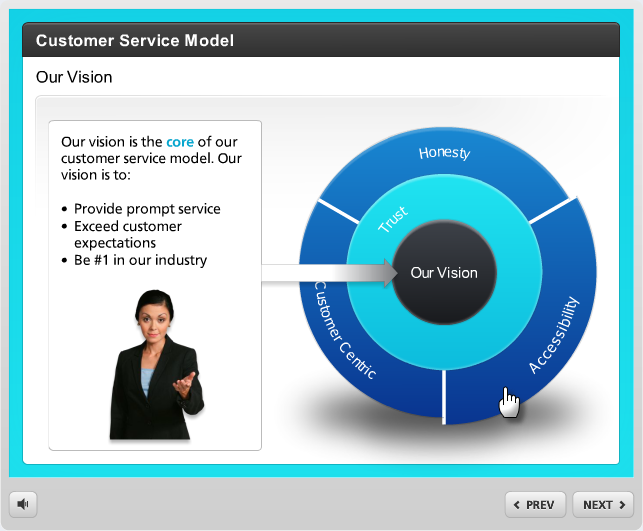 Customer Service Model
Our Vision
Our vision is the core of our
customer service model. Our
vision is to:
• Provide prompt service
• Exceed customer
expectations
• Be #1 in our industry
Honesty
Trust
Our Vision
Customer Centric
Accessibility
PREV
NEXT